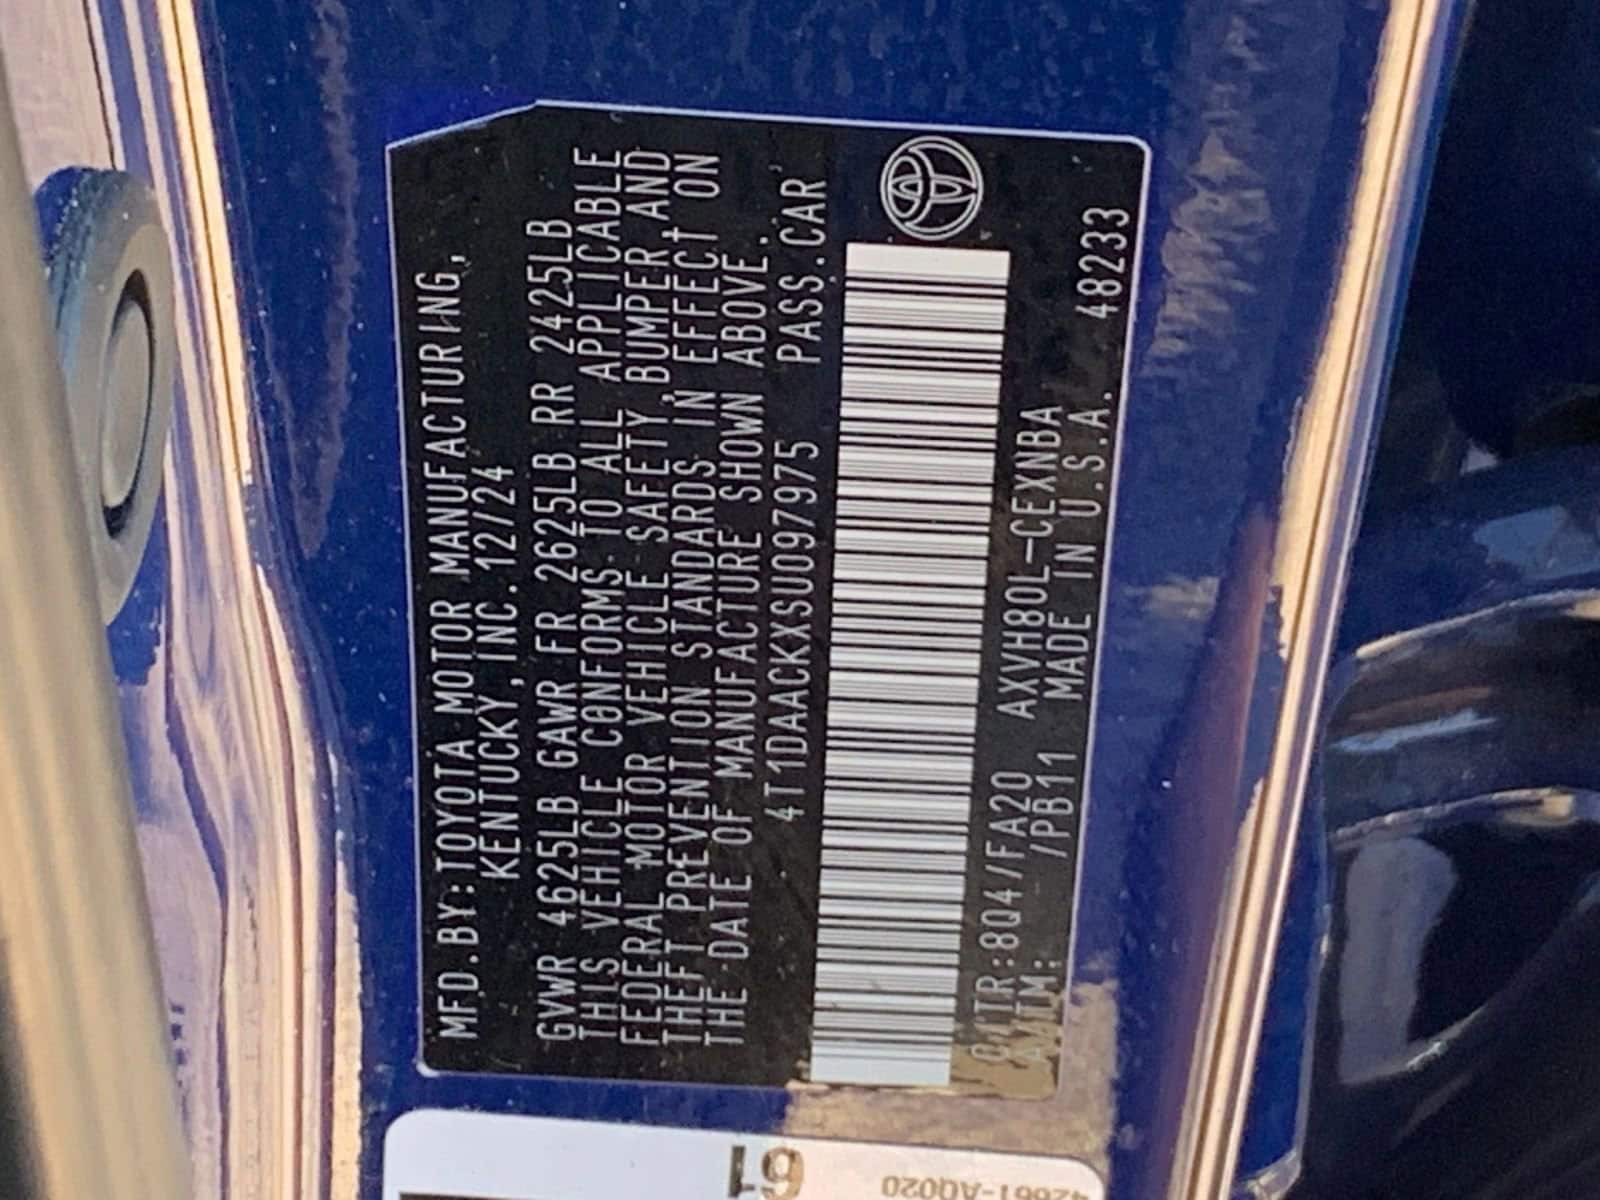 MFD.BY:TOYOTA MOTOR MANUFACTURING,
KENTUCKY,INC.12/24
GVWR 4625LB GAWR FR 2625LB RR 2425LB
THIS VEHICLE CONFORMS TO ALL APPLICABLE
FEDERAL MOTOR VEHICLE SAFETY,BUMPER,AND
THEFT PREVENTION STANDARDS IN EFFECT ON
THE DATE OF MANUFACTURE SHOWN ABOVE.
4T1DAACKXSU097975 PASS.CAR
C/TR:8Q4/FA20 AXVH80L-CEXNBA
A/TM: /PB11 MADE IN U.S.A. 48233
61
42661-AQ020